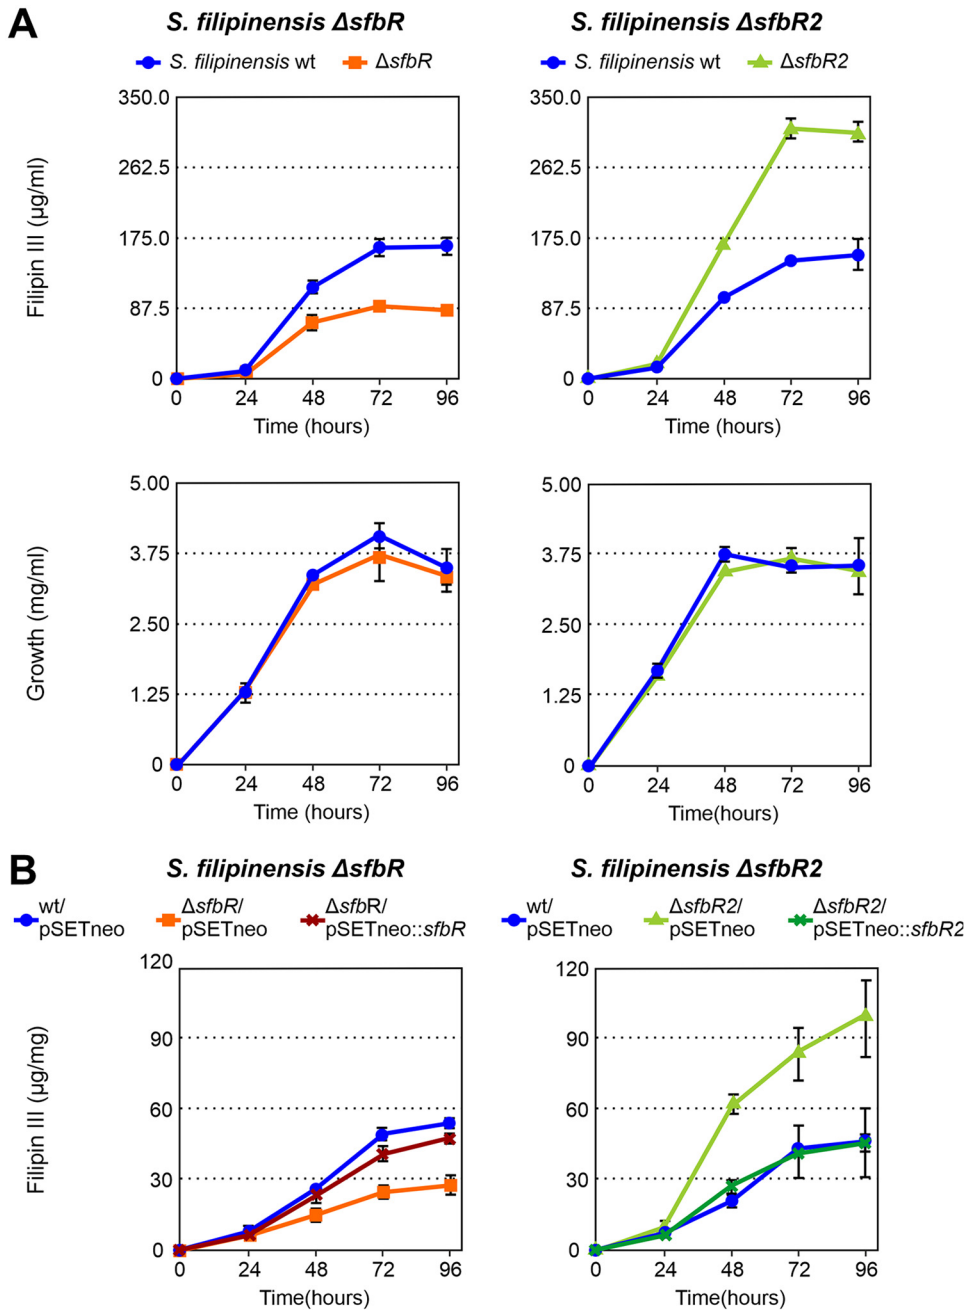 A
S. filipinensis ΔsfbR
S. filipinensis wt
ΔsfbR
Filipin III (µg/ml)
350.0
262.5
175.0
87.5
0
0 24 48 72 96
Time (hours)
S. filipinensis ΔsfbR2
S. filipinensis wt
ΔsfbR2
350.0
262.5
175.0
87.5
0
0 24 48 72 96
Time (hours)
Growth (mg/ml)
5.00
3.75
2.50
1.25
0
0 24 48 72 96
Time (hours)
5.00
3.75
2.50
1.25
0
0 24 48 72 96
Time(hours)
B
S. filipinensis ΔsfbR
wt/
pSETneo
ΔsfbR/
pSETneo
ΔsfbR/
pSETneo::sfbR
Filipin III (µg/mg)
120
90
60
30
0
0 24 48 72 96
Time(hours)
S. filipinensis ΔsfbR2
wt/
pSETneo
ΔsfbR2/
pSETneo
ΔsfbR2/
pSETneo::sfbR2
120
90
60
30
0
0 24 48 72 96
Time(hours)